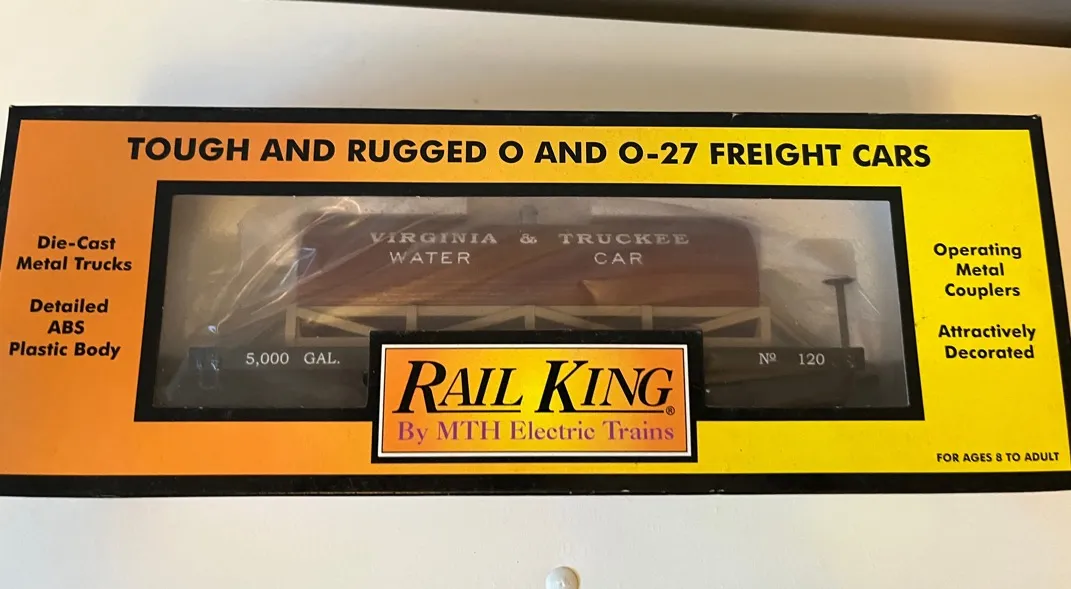 TOUGH AND RUGGED O AND O-27 FREIGHT CARS
Die-Cast
Metal Trucks
Detailed
ABS
Plastic Body
VIRGINIA & TRUCKEE
WATER CAR
5,000 GAL.
Nº 120
RAIL KING®
By MTH Electric Trains
Operating
Metal
Couplers
Attractively
Decorated
FOR AGES 8 TO ADULT